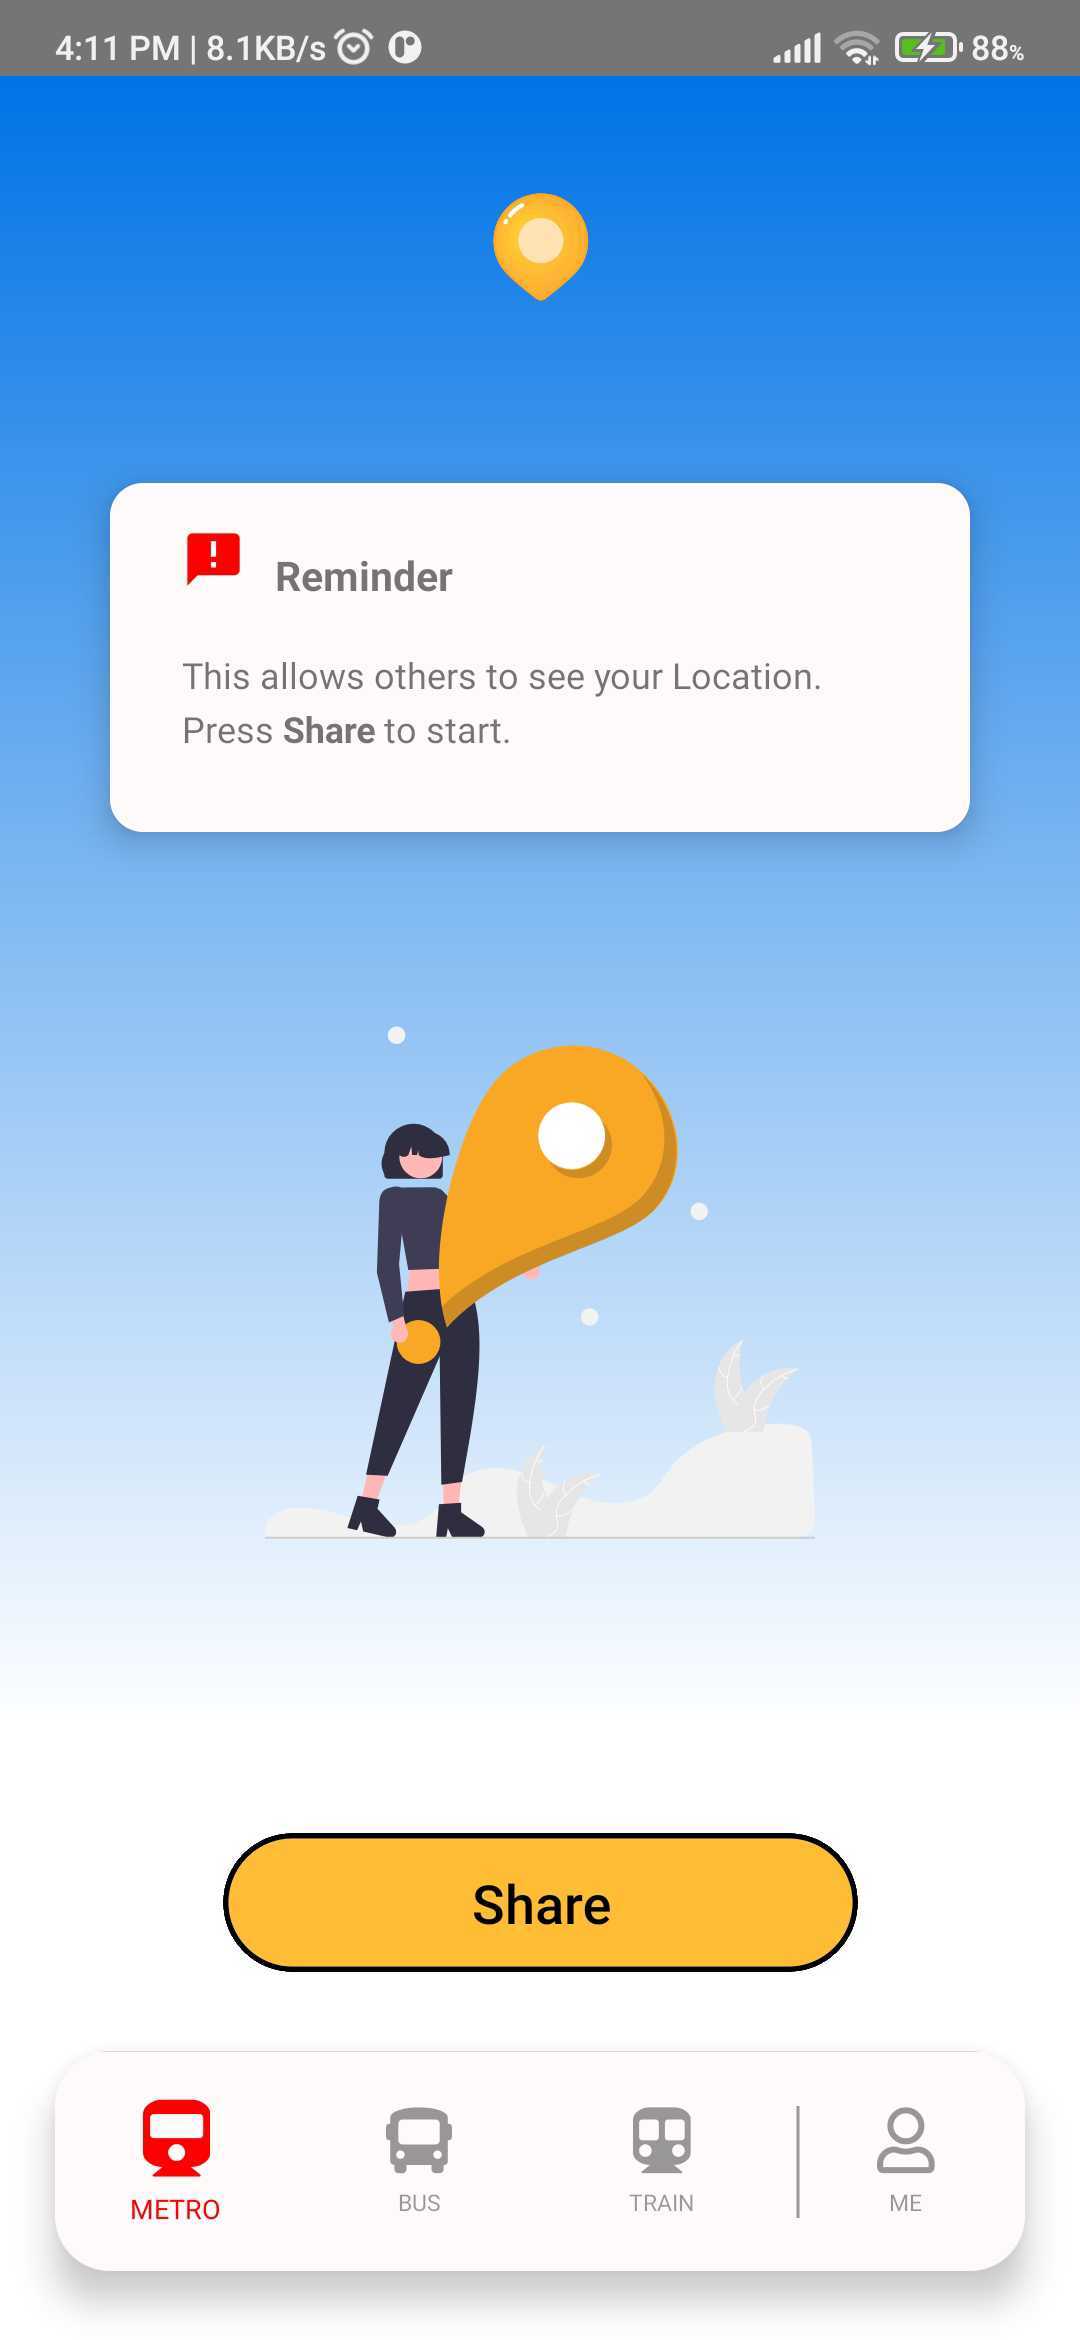 4:11 PM | 8.1KB/s 88%
Reminder
This allows others to see your Location.
Press Share to start.
Share
METRO BUS TRAIN ME